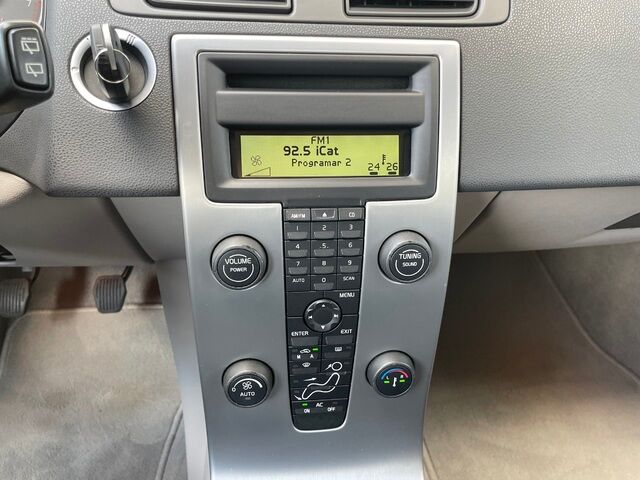 FM1
92.5 iCat
Programar 2
24 26
AM/FM CD
1 2 3
4 5 6
7 8 9
AUTO 0 SCAN
MENU
VOLUME
POWER
TUNING
SOUND
ENTER EXIT
M A
0
AUTO
AC
ON OFF